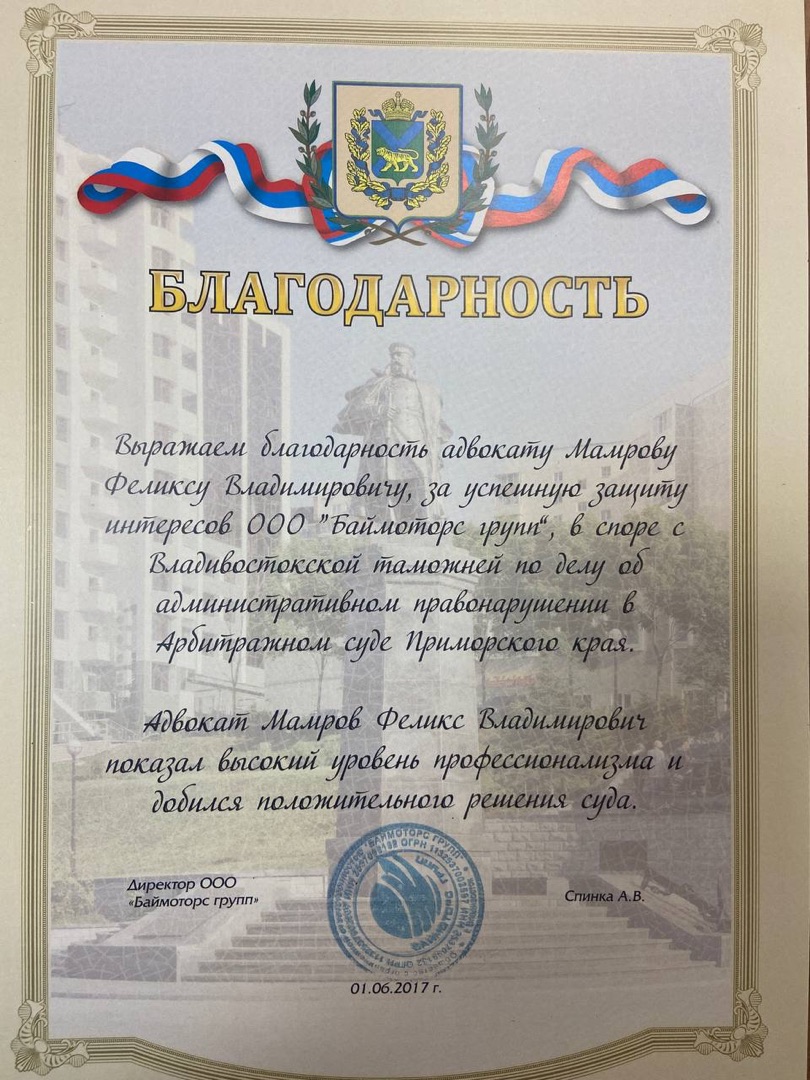 БЛАГОДАРНОСТЬ
Выражаем благодарность адвокату Мамрову
Феликсу Владимировичу, за успешную защиту
интересов ООО "Баймоторс групп“, в споре с
Владивостокской таможней по делу об
административном правонарушении в
Арбитражном суде Приморского края.
Адвокат Мамров Феликс Владимирович
показал высокий уровень профессионализма и
добился положительного решения суда.
Директор ООО
«Баймоторс групп»
Спинка А.В.
"БАЙМОТОРС ГРУПП"
01.06.2017 г.